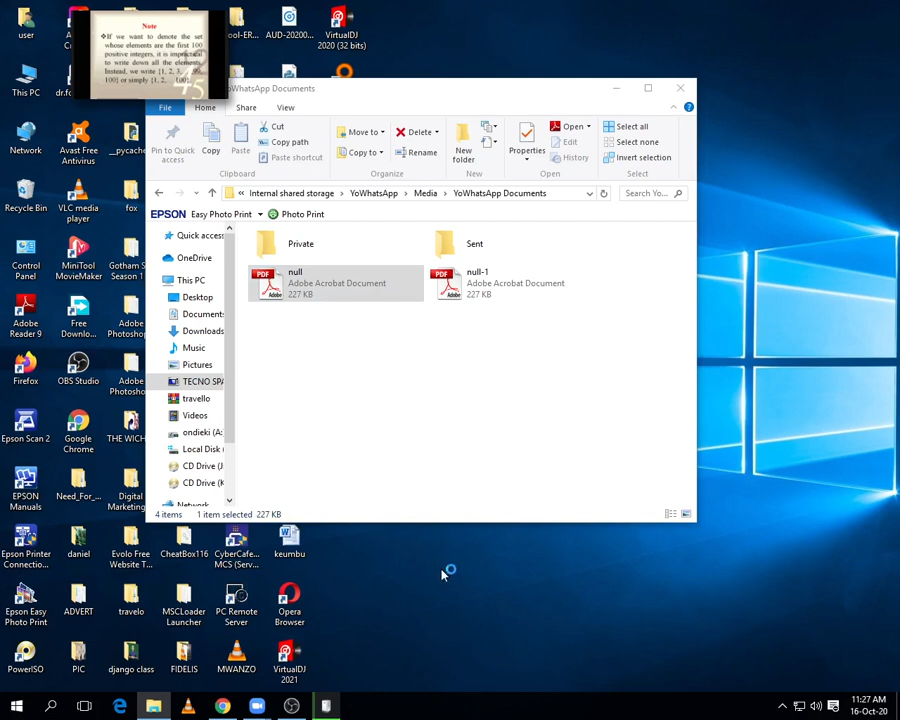 user
ool-ER...
AUD-20200...
VirtualDJ
2020 (32 bits)
Note
❖If we want to denote the set
whose elements are the first 100
positive integers, it is impractical
to write down all the elements.
Instead, we write {1, 2, 3, ..., 99,
100} or simply {1, 2, ... 100}.
45
This PC
dr.fo
YoWhatsApp Documents
File
Home
Share
View
Pin to Quick
access
Copy
Paste
Cut
Copy path
Paste shortcut
Clipboard
Move to
Copy to
Delete
Rename
Organize
New
folder
New
Properties
Open
Edit
History
Open
Select all
Select none
Invert selection
Select
« Internal shared storage > YoWhatsApp > Media > YoWhatsApp Documents
Search Yo...
EPSON Easy Photo Print
Photo Print
Quick access
OneDrive
This PC
Desktop
Documents
Downloads
Music
Pictures
TECNO SPA
travello
Videos
ondieki (A:
Local Disk (
CD Drive (J
CD Drive (K
Network
Private
Sent
null
Adobe Acrobat Document
227 KB
null-1
Adobe Acrobat Document
227 KB
4 items
1 item selected 227 KB
Network
Avast Free
Antivirus
__pycache
Recycle Bin
VLC media
player
fox
Control
Panel
MiniTool
MovieMaker
Gotham S
Season 1
Adobe
Reader 9
Free
Downlo...
Adobe
Photoshop
Firefox
OBS Studio
Adobe
Photosho
Epson Scan 2
Google
Chrome
THE WICH
EPSON
Manuals
Need_For_...
Digital
Marketing
Epson Printer
Connectio...
daniel
Evolo Free
Website T...
CheatBox116
CyberCafe...
MCS (Serv...
keumbu
Epson Easy
Photo Print
ADVERT
travelo
MSCLoader
Launcher
PC Remote
Server
Opera
Browser
PowerISO
PIC
django class
FIDELIS
MWANZO
VirtualDJ
2021
11:27 AM
16-Oct-20